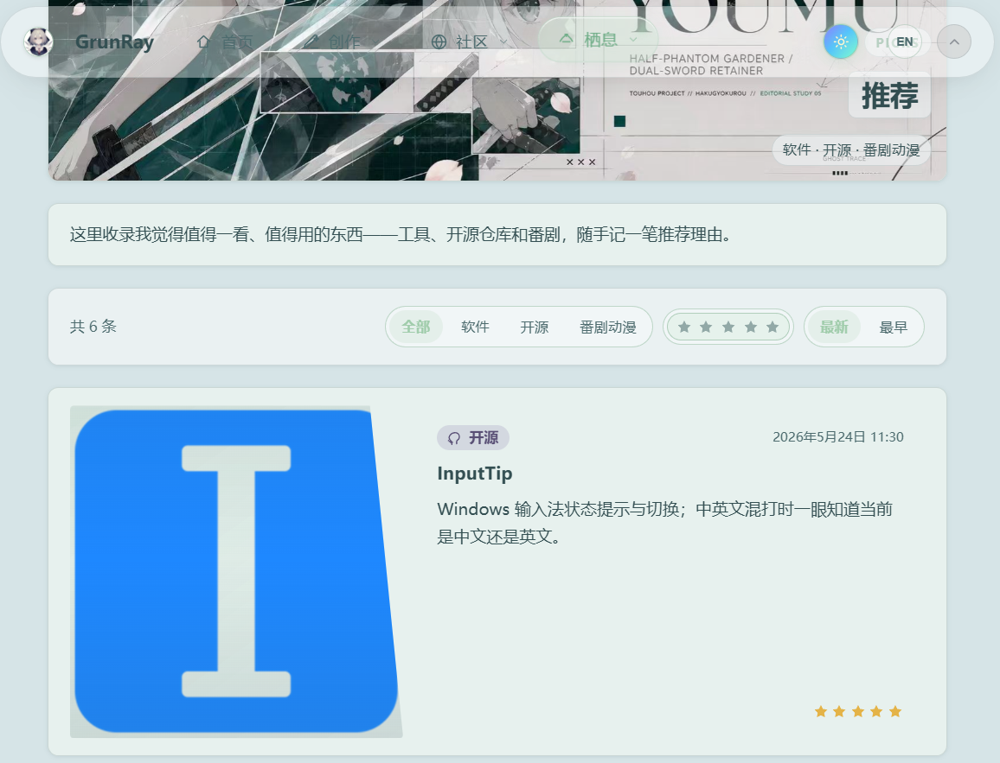 YOUMU
GrunRay
首页
创作
社区
栖息
EN
HALF-PHANTOM GARDENER /
DUAL-SWORD RETAINER
TOUHOU PROJECT // HAKUGYOKUROU // EDITORIAL STUDY 05
推荐
软件 · 开源 · 番剧动漫
GHOST TRACE
×××
这里收录我觉得值得一看、值得用的东西——工具、开源仓库和番剧，随手记一笔推荐理由。
共 6 条
全部
软件
开源
番剧动漫
最新
最早
开源
2026年5月24日 11:30
InputTip
Windows 输入法状态提示与切换；中英文混打时一眼知道当前
是中文还是英文。